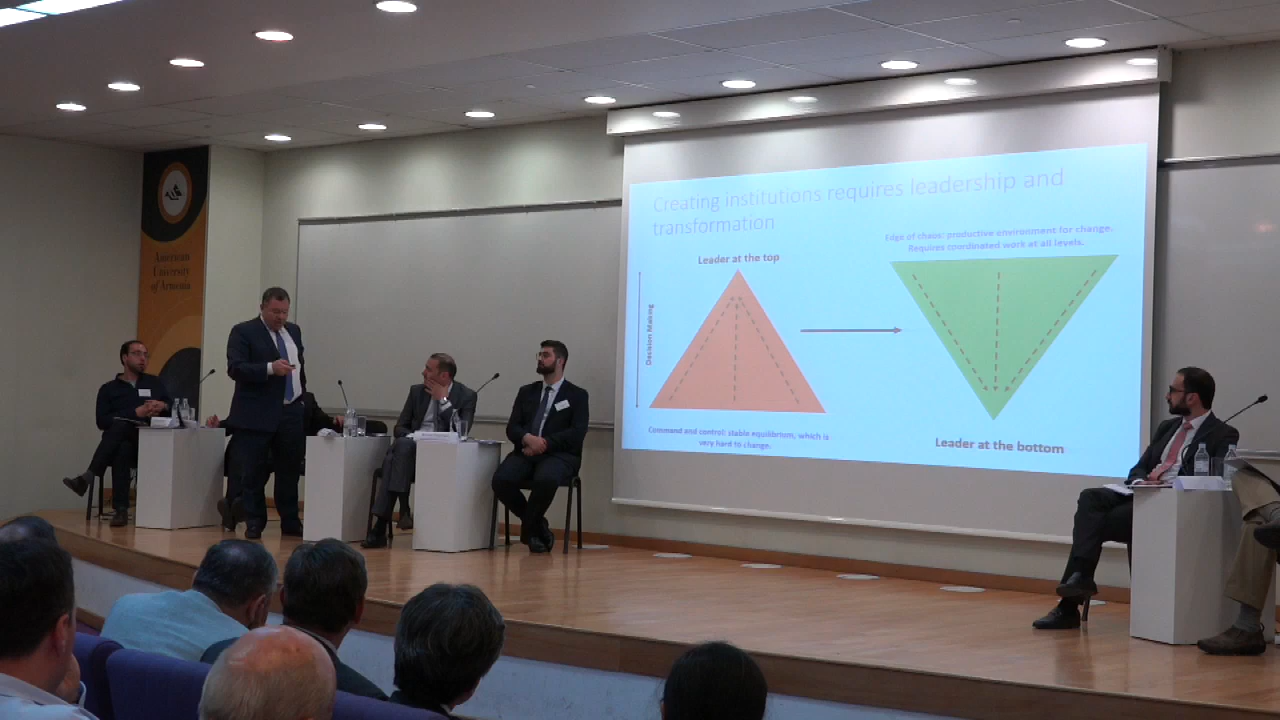 American
University
of Armenia
Creating institutions requires leadership and
transformation
Edge of chaos: productive environment for change.
Requires coordinated work at all levels.
Leader at the top
Decision Making
Command and control: stable equilibrium, which is
very hard to change.
Leader at the bottom